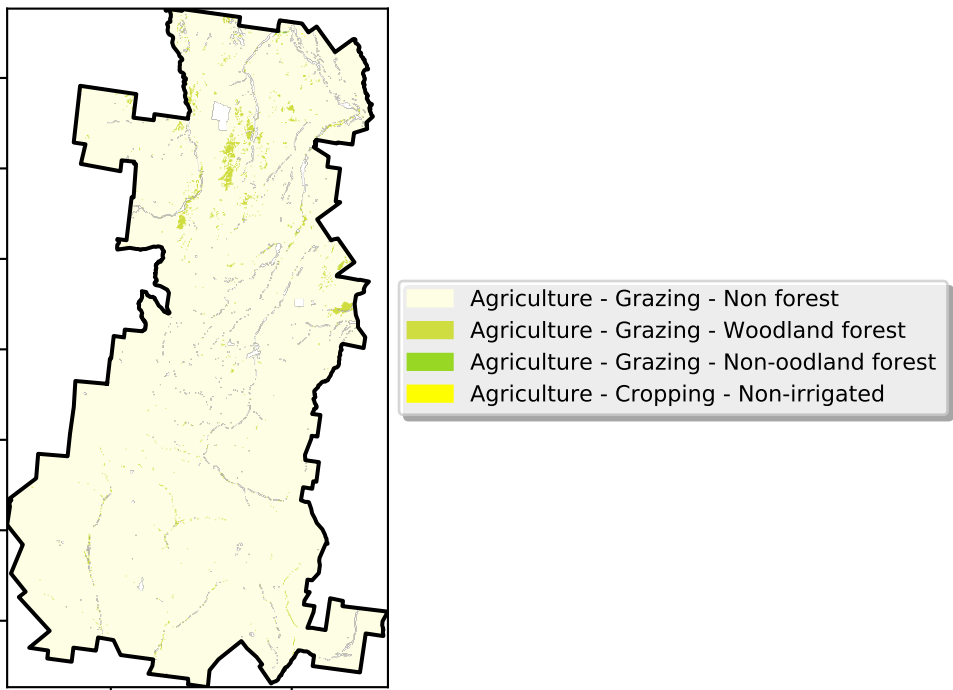 Agriculture - Grazing - Non forest
Agriculture - Grazing - Woodland forest
Agriculture - Grazing - Non-oodland forest
Agriculture - Cropping - Non-irrigated